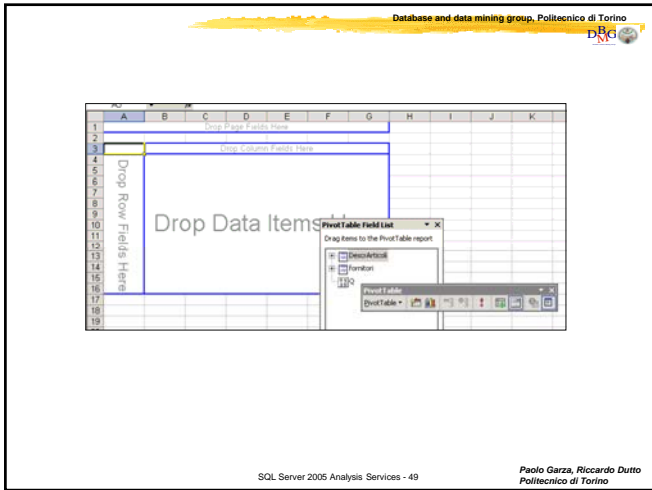 Database and data mining group, Politecnico di Torino
DBMG
A B C D E F G H I J K
1 Drop Page Fields Here
2
3 Drop Column Fields Here
4
5
6
7
8
9
10
11
12
13
14
15
16
17
18
19
Drop Row Fields Here
Drop Data Items
PivotTable Field List
Drag items to the PivotTable report
DescrArticoli
fornitori
Q
PivotTable
PivotTable
SQL Server 2005 Analysis Services - 49
Paolo Garza, Riccardo Dutto
Politecnico di Torino